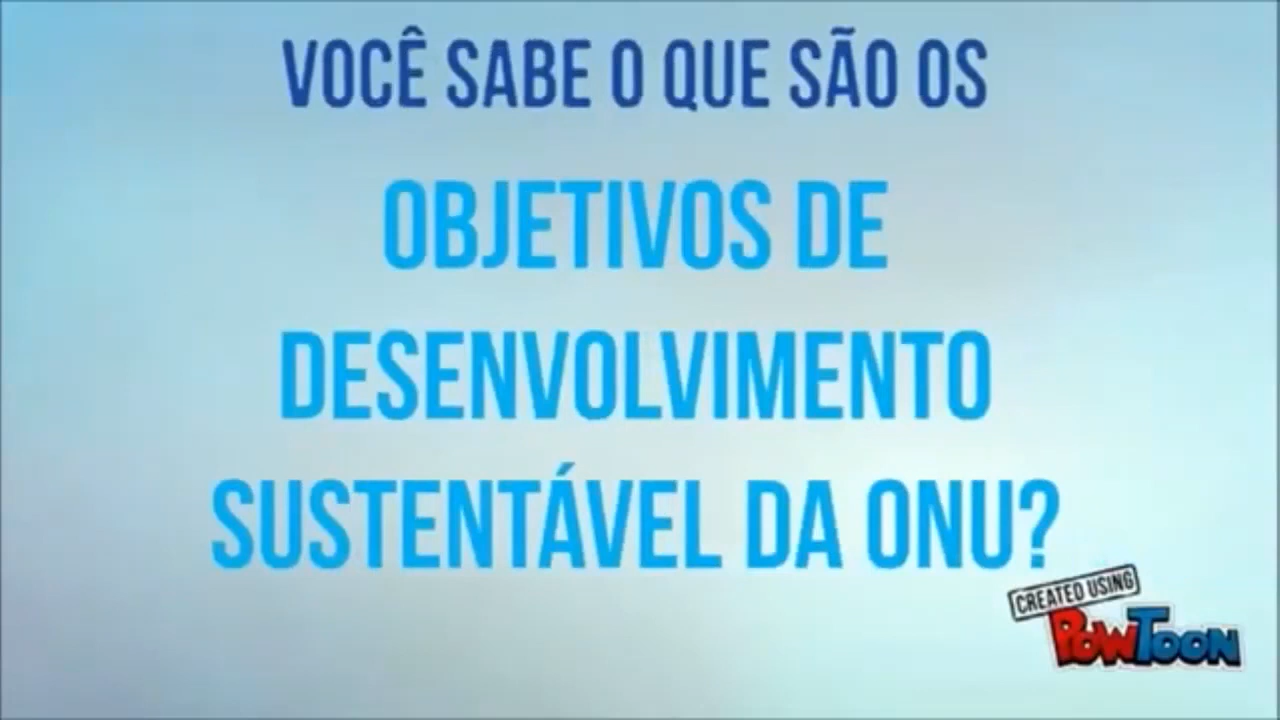 VOCÊ SABE O QUE SÃO OS
OBJETIVOS DE
DESENVOLVIMENTO
SUSTENTÁVEL DA ONU?
CREATED USING
POWTOON